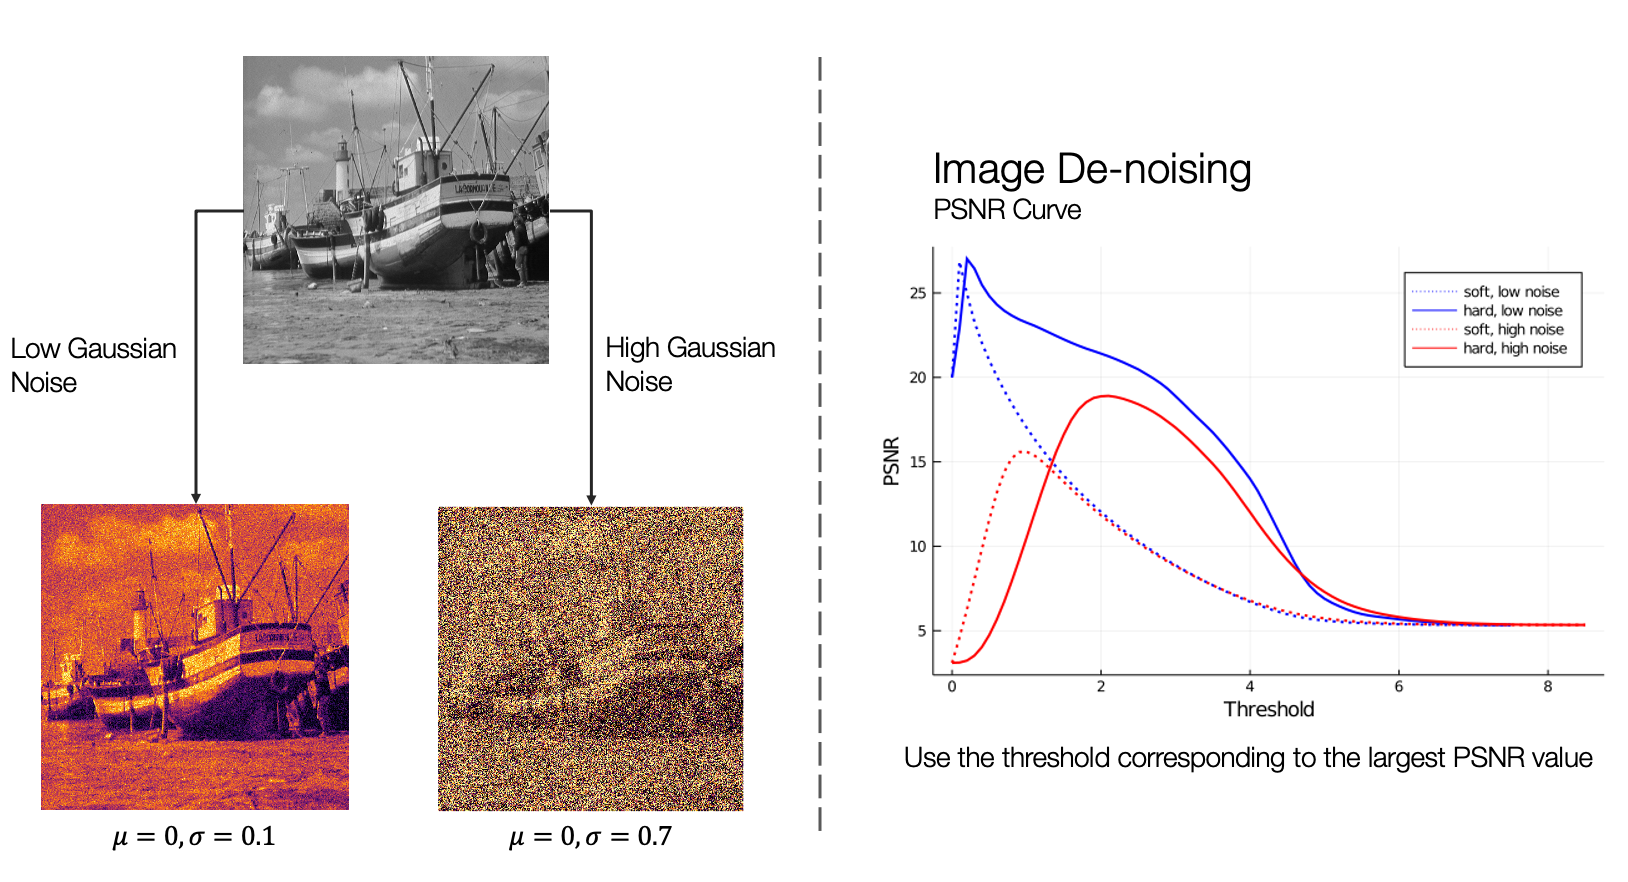 Low Gaussian
Noise
High Gaussian
Noise
μ = 0, σ = 0.1
μ = 0, σ = 0.7
Image De-noising
PSNR Curve
PSNR
25
20
15
10
5
soft, low noise
hard, low noise
soft, high noise
hard, high noise
0 2 4 6 8
Threshold
Use the threshold corresponding to the largest PSNR value